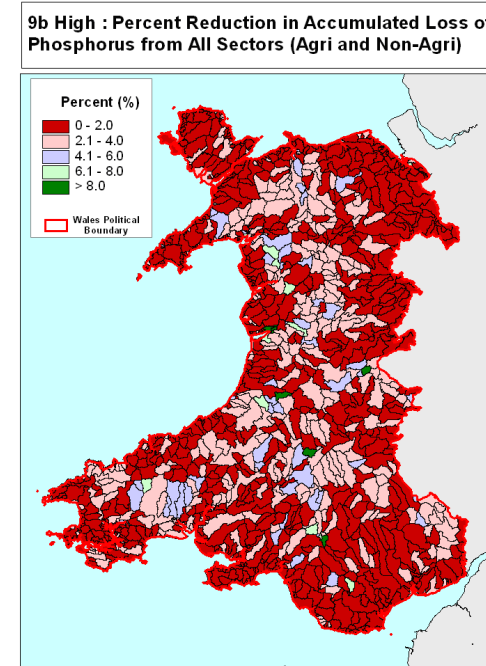 9b High : Percent Reduction in Accumulated Loss of
Phosphorus from All Sectors (Agri and Non-Agri)
Percent (%)
0 - 2.0
2.1 - 4.0
4.1 - 6.0
6.1 - 8.0
> 8.0
Wales Political
Boundary